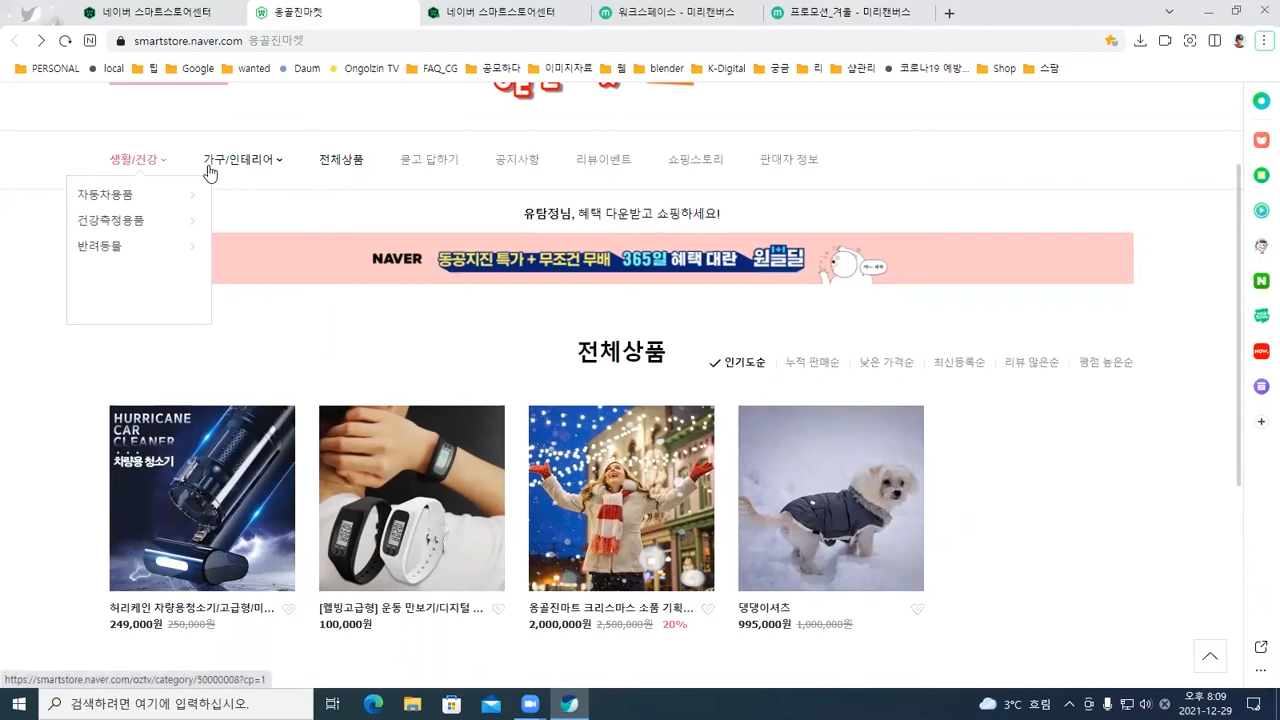 네이버 스마트스토어센터
옹골진마켓
네이버 스마트스토어센터
워크스페이스 - 미리캔버스
프로모션_겨울 - 미리캔버스
smartstore.naver.com 옹골진마켓
PERSONAL
local
팁
Google
wanted
Daum
Ongolzin TV
FAQ_CG
공모하다
이미지자료
웹
blender
K-Digital
궁금
리
샵관리
코로나19 예방...
Shop
스팜
생활/건강
가구/인테리어
전체상품
묻고 답하기
공지사항
리뷰이벤트
쇼핑스토리
판매자 정보
자동차용품
건강측정용품
반려동물
유탐정님, 혜택 다운받고 쇼핑하세요!
NAVER 동공지진 특가 + 무조건 무배 365일 혜택 대란 원쁠딜
전체상품
인기도순
누적 판매순
낮은 가격순
최신등록순
리뷰 많은순
평점 높은순
HURRICANE
CAR
CLEANER
차량용 청소기
허리케인 자량용청소기/고급형/미...
249,000원 250,000원
[헬빙고급형] 운동 만보기/디지털 ...
100,000원
옹골진마트 크리스마스 소품 기획...
2,000,000원 2,500,000원 20%
댕댕이셔츠
995,000원 1,000,000원
N
NOW.
https://smartstore.naver.com/oztv/category/50000008?cp=1
검색하려면 여기에 입력하십시오.
3°C 흐림
오후 8:09
2021-12-29